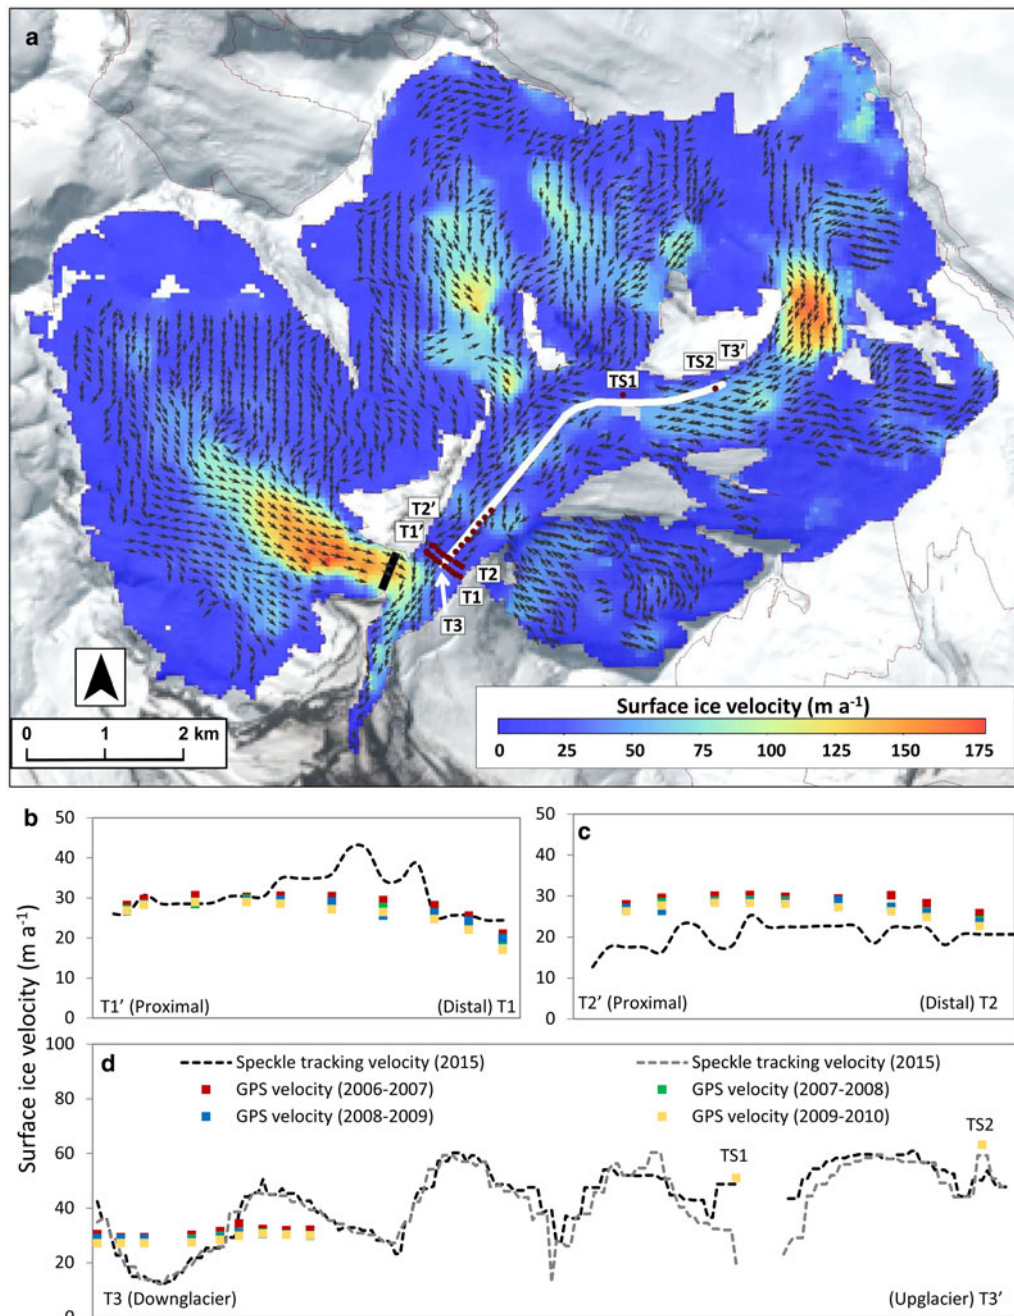 a
TS1
TS2
T3’
T2’
T1’
T2
T1
T3
0 1 2 km
Surface ice velocity (m a⁻¹)
0 25 50 75 100 125 150 178
b
50
40
30
20
10
0
T1’ (Proximal)
(Distal) T1
c
50
40
30
20
10
0
T2’ (Proximal)
(Distal) T2
Surface ice velocity (m a⁻¹)
100
80
60
40
20
0
d
Speckle tracking velocity (2015)
Speckle tracking velocity (2015)
GPS velocity (2006-2007)
GPS velocity (2007-2008)
GPS velocity (2008-2009)
GPS velocity (2009-2010)
TS1
TS2
T3 (Downglacier)
(Upglacier) T3’